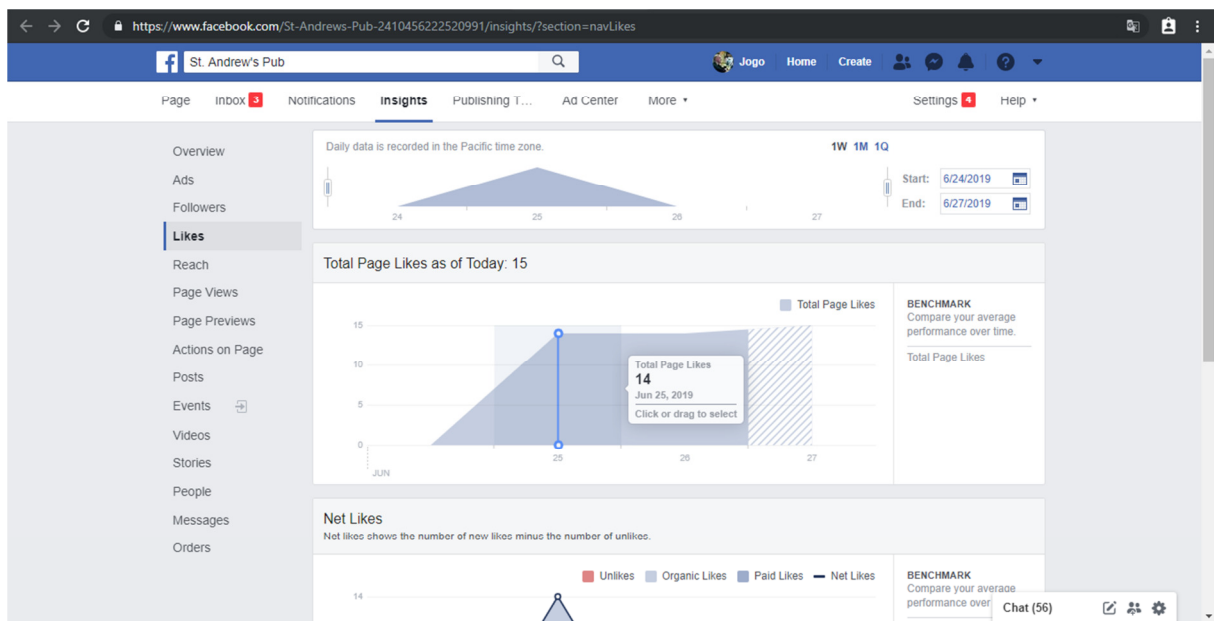 https://www.facebook.com/St-Andrews-Pub-2410456222520991/insights/?section=navLikes
St. Andrew's Pub
Jogo
Home
Create
Page
Inbox 3
Notifications
Insights
Publishing T...
Ad Center
More
Settings 4
Help
Overview
Ads
Followers
Likes
Reach
Page Views
Page Previews
Actions on Page
Posts
Events
Videos
Stories
People
Messages
Orders
Daily data is recorded in the Pacific time zone.
1W 1M 1Q
Start: 6/24/2019
End: 6/27/2019
24 25 26 27
Total Page Likes as of Today: 15
Total Page Likes
15
10
5
0
Total Page Likes
14
Jun 25, 2019
Click or drag to select
25 26 27
JUN
BENCHMARK
Compare your average
performance over time.
Total Page Likes
Net Likes
Net likes shows the number of new likes minus the number of unlikes.
Unlikes Organic Likes Paid Likes Net Likes
14
BENCHMARK
Compare your average
performance over
Chat (56)